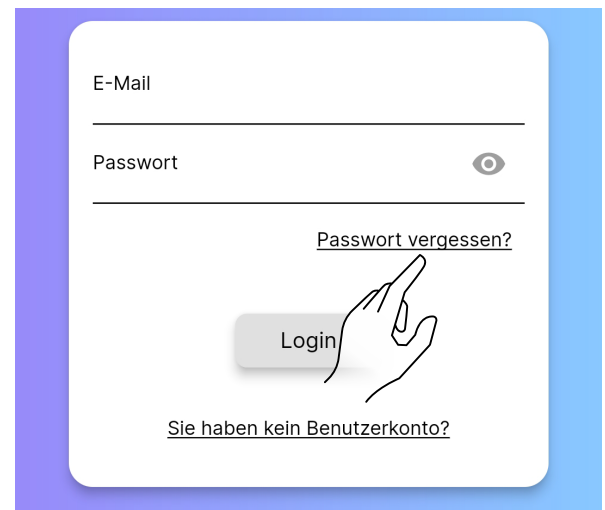 E-Mail
Passwort
Passwort vergessen?
Login
Sie haben kein Benutzerkonto?